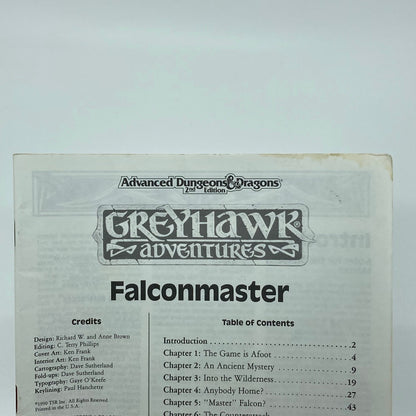 Advanced Dungeons & Dragons®
2nd Edition
GREYHAWK®
ADVENTURES
Falconmaster
Credits
Design: Richard W. and Anne Brown
Editing: C. Terry Phillips
Cover Art: Ken Frank
Interior Art: Ken Frank
Cartography: Dave Sutherland
Fold-ups: Dave Sutherland
Typography: Gaye O'Keefe
Keylining: Paul Hanchette
©1990 TSR Inc. All Rights Reserved.
Printed in the U.S.A.
Table of Contents
Introduction 2
Chapter 1: The Game is Afoot 4
Chapter 2: An Ancient Mystery 9
Chapter 3: Into the Wilderness 19
Chapter 4: Anybody Home? 27
Chapter 5: "Master" Falcon? 43
Chapter 6: The Counterattack